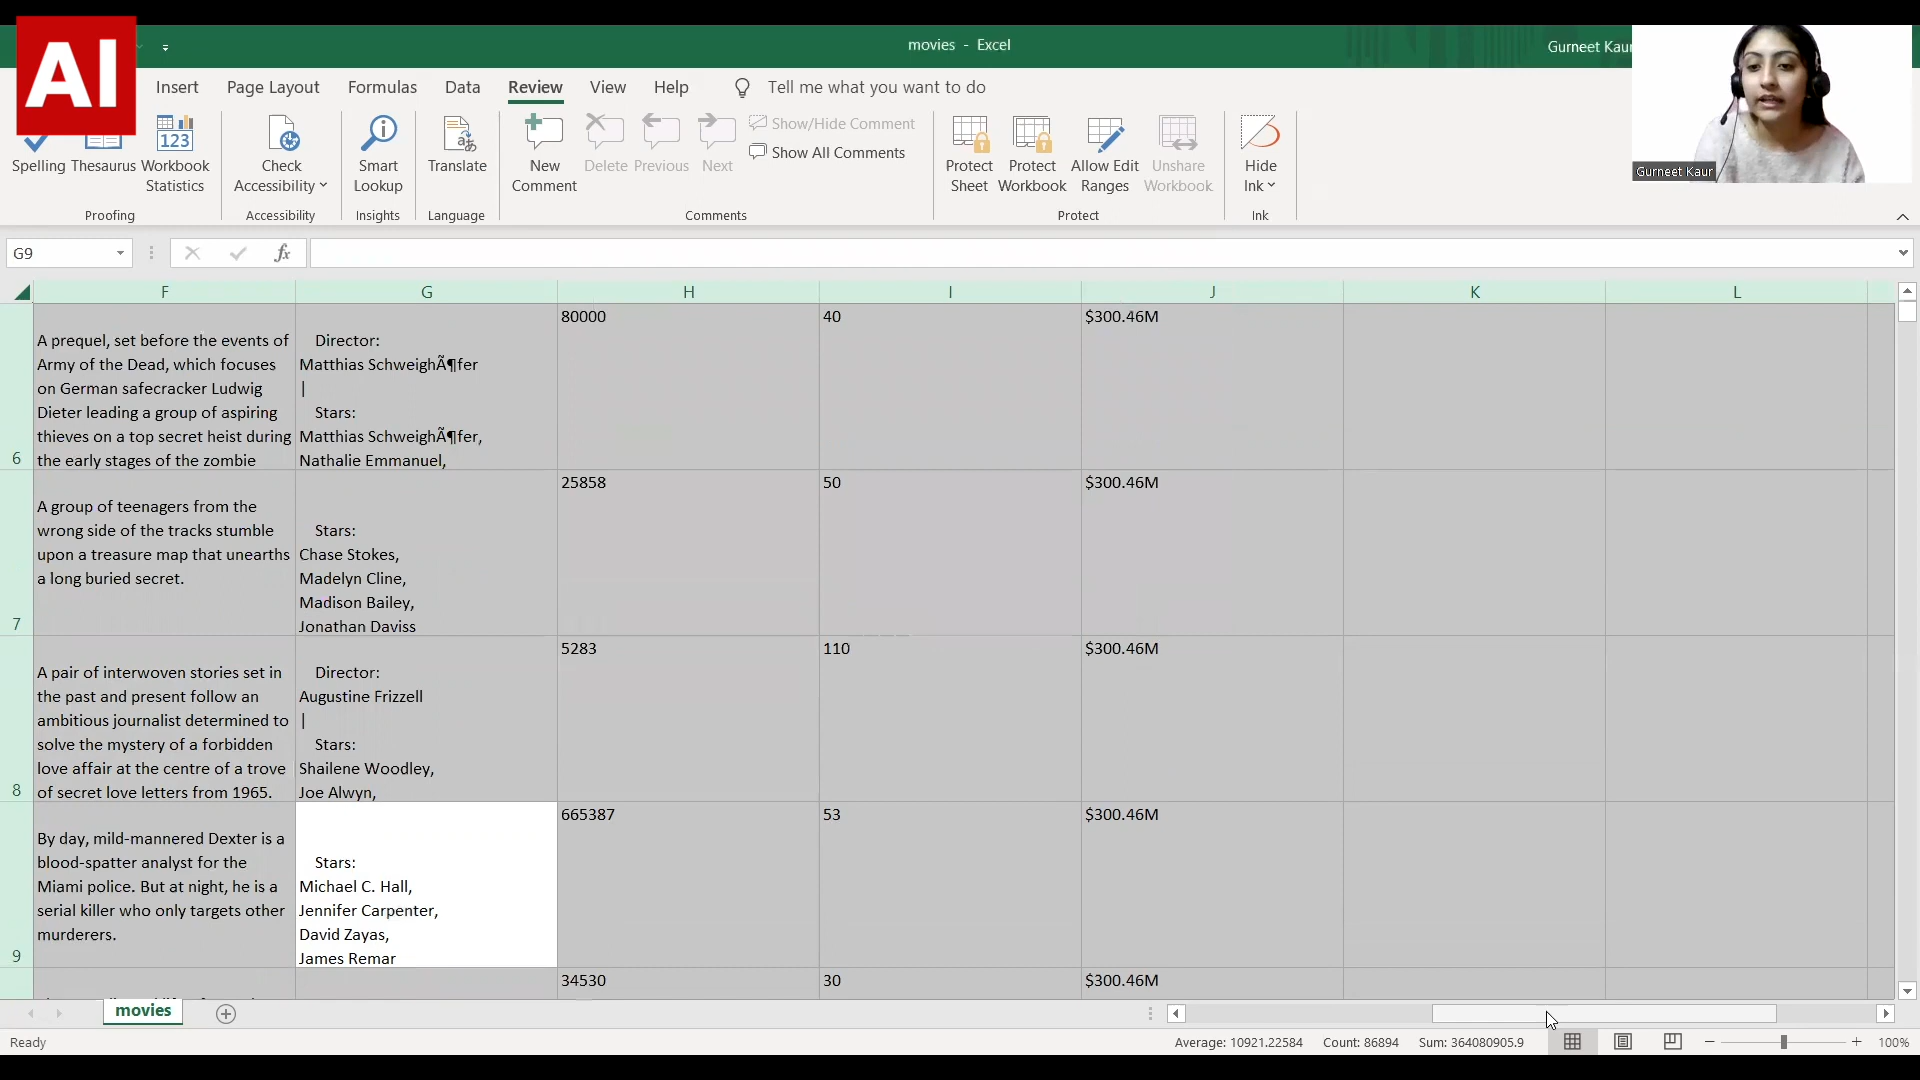 AI
movies - Excel
Gurneet Kaur
Insert
Page Layout
Formulas
Data
Review
View
Help
Tell me what you want to do
Spelling
Thesaurus
Workbook
Statistics
Check
Accessibility
Smart
Lookup
Translate
New
Comment
Delete
Previous
Next
Show/Hide Comment
Show All Comments
Protect
Sheet
Protect
Workbook
Allow Edit
Ranges
Unshare
Workbook
Hide
Ink
Gurneet Kaur
Proofing
Accessibility
Insights
Language
Comments
Protect
Ink
G9
fx
F G H I J K L
6
A prequel, set before the events of
Army of the Dead, which focuses
on German safecracker Ludwig
Dieter leading a group of aspiring
thieves on a top secret heist during
the early stages of the zombie
Director:
Matthias SchweighÃ¶fer
|
Stars:
Matthias SchweighÃ¶fer,
Nathalie Emmanuel,
80000
40
$300.46M
7
A group of teenagers from the
wrong side of the tracks stumble
upon a treasure map that unearths
a long buried secret.
Stars:
Chase Stokes,
Madelyn Cline,
Madison Bailey,
Jonathan Daviss
25858
50
$300.46M
8
A pair of interwoven stories set in
the past and present follow an
ambitious journalist determined to
solve the mystery of a forbidden
love affair at the centre of a trove
of secret love letters from 1965.
Director:
Augustine Frizzell
|
Stars:
Shailene Woodley,
Joe Alwyn,
5283
110
$300.46M
9
By day, mild-mannered Dexter is a
blood-spatter analyst for the
Miami police. But at night, he is a
serial killer who only targets other
murderers.
Stars:
Michael C. Hall,
Jennifer Carpenter,
David Zayas,
James Remar
665387
53
$300.46M
34530
30
$300.46M
movies
Ready
Average: 10921.22584
Count: 86894
Sum: 364080905.9
100%